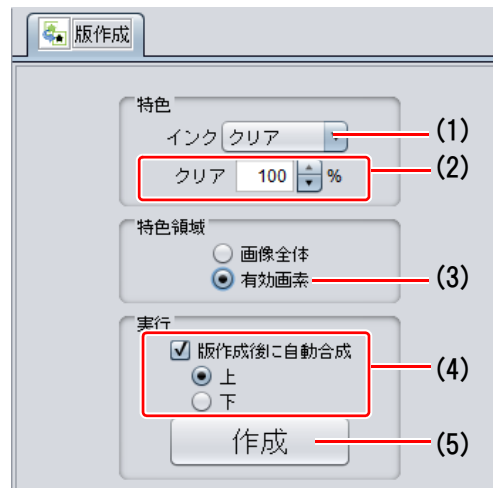 版作成
特色
インク クリア (1)
クリア 100 % (2)
特色領域
画像全体
有効画素 (3)
実行
版作成後に自動合成
上 (4)
下
作成 (5)